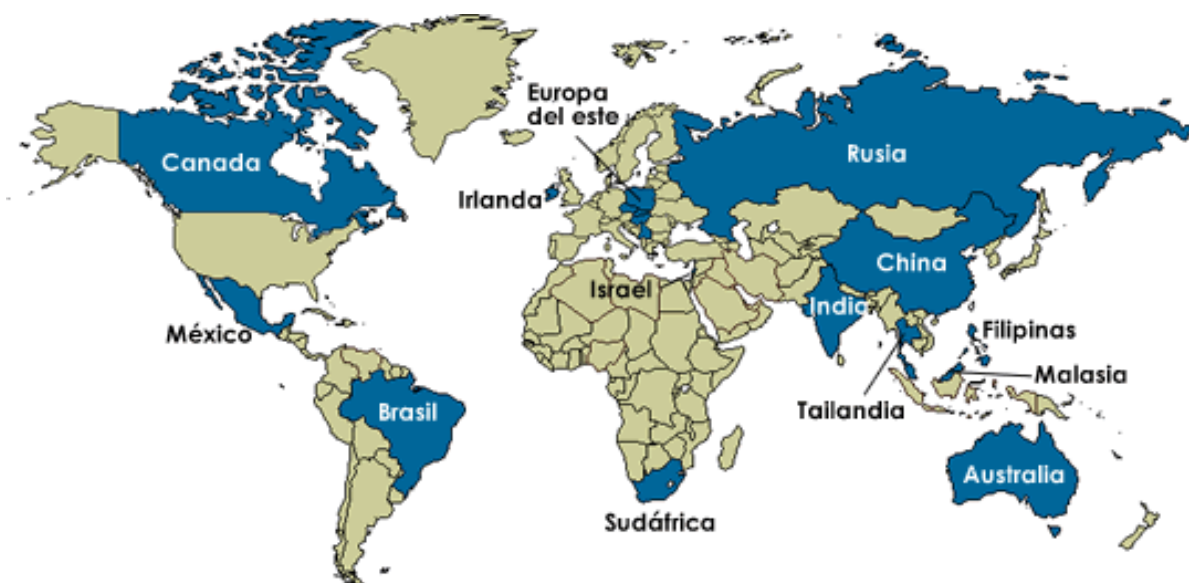 Europa
del este
Canada
Rusia
Irlanda
China
Israel
India
México
Filipinas
Malasia
Brasil
Tailandia
Australia
Sudáfrica